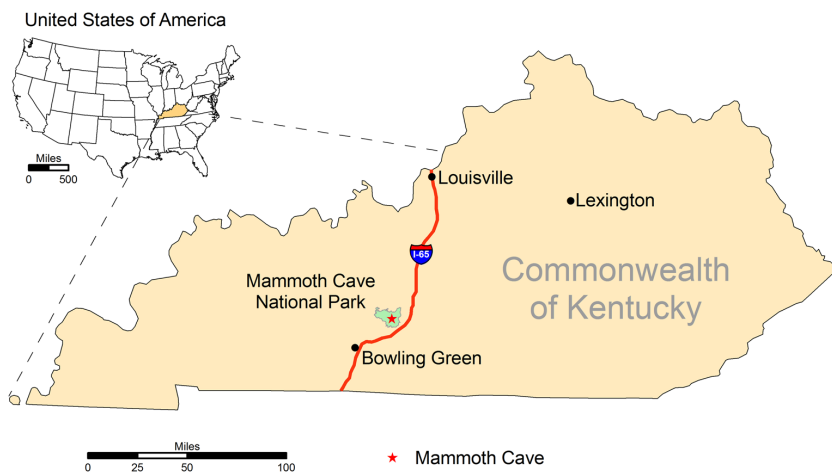 United States of America
Miles
0 500
Louisville
Lexington
I-65
Mammoth Cave
National Park
Commonwealth
of Kentucky
Bowling Green
Miles
0 25 50 100
Mammoth Cave